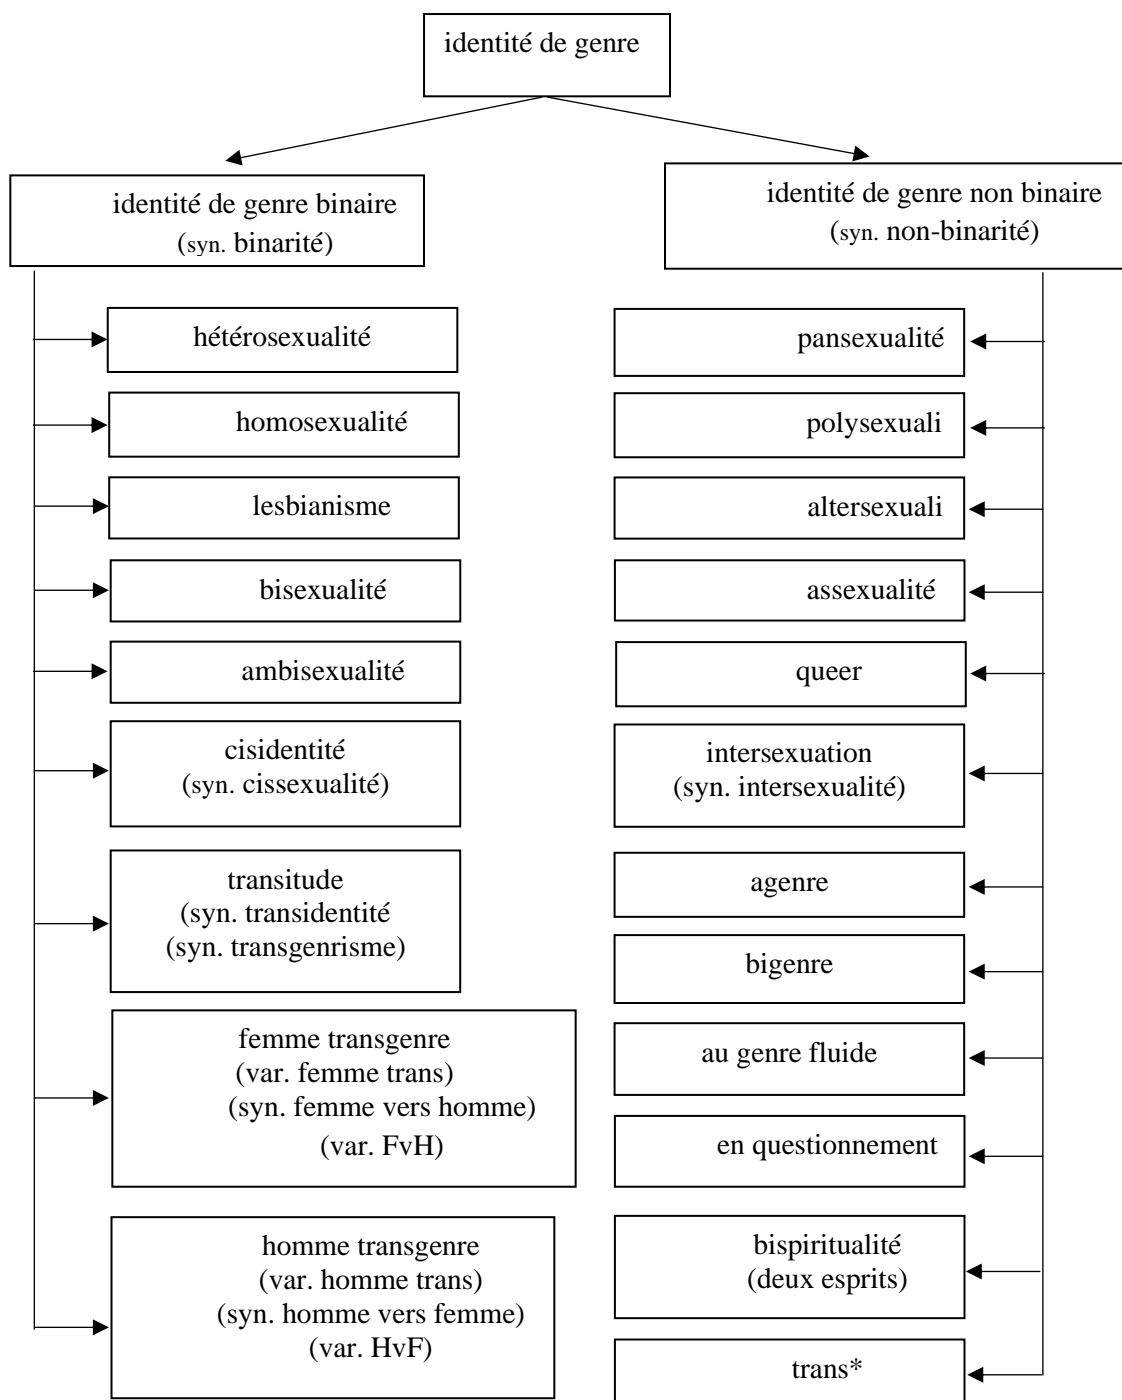 identité de genre
identité de genre binaire
(syn. binarité)
identité de genre non binaire
(syn. non-binarité)
hétérosexualité
homosexualité
lesbianisme
bisexualité
ambisexualité
cisidentité
(syn. cissexualité)
transitude
(syn. transidentité
(syn. transgenrisme)
femme transgenre
(var. femme trans)
(syn. femme vers homme)
(var. FvH)
homme transgenre
(var. homme trans)
(syn. homme vers femme)
(var. HvF)
pansexualité
polysexuali
altersexuali
assexualité
queer
intersexuation
(syn. intersexualité)
agenre
bigenre
au genre fluide
en questionnement
bispiritualité
(deux esprits)
trans*